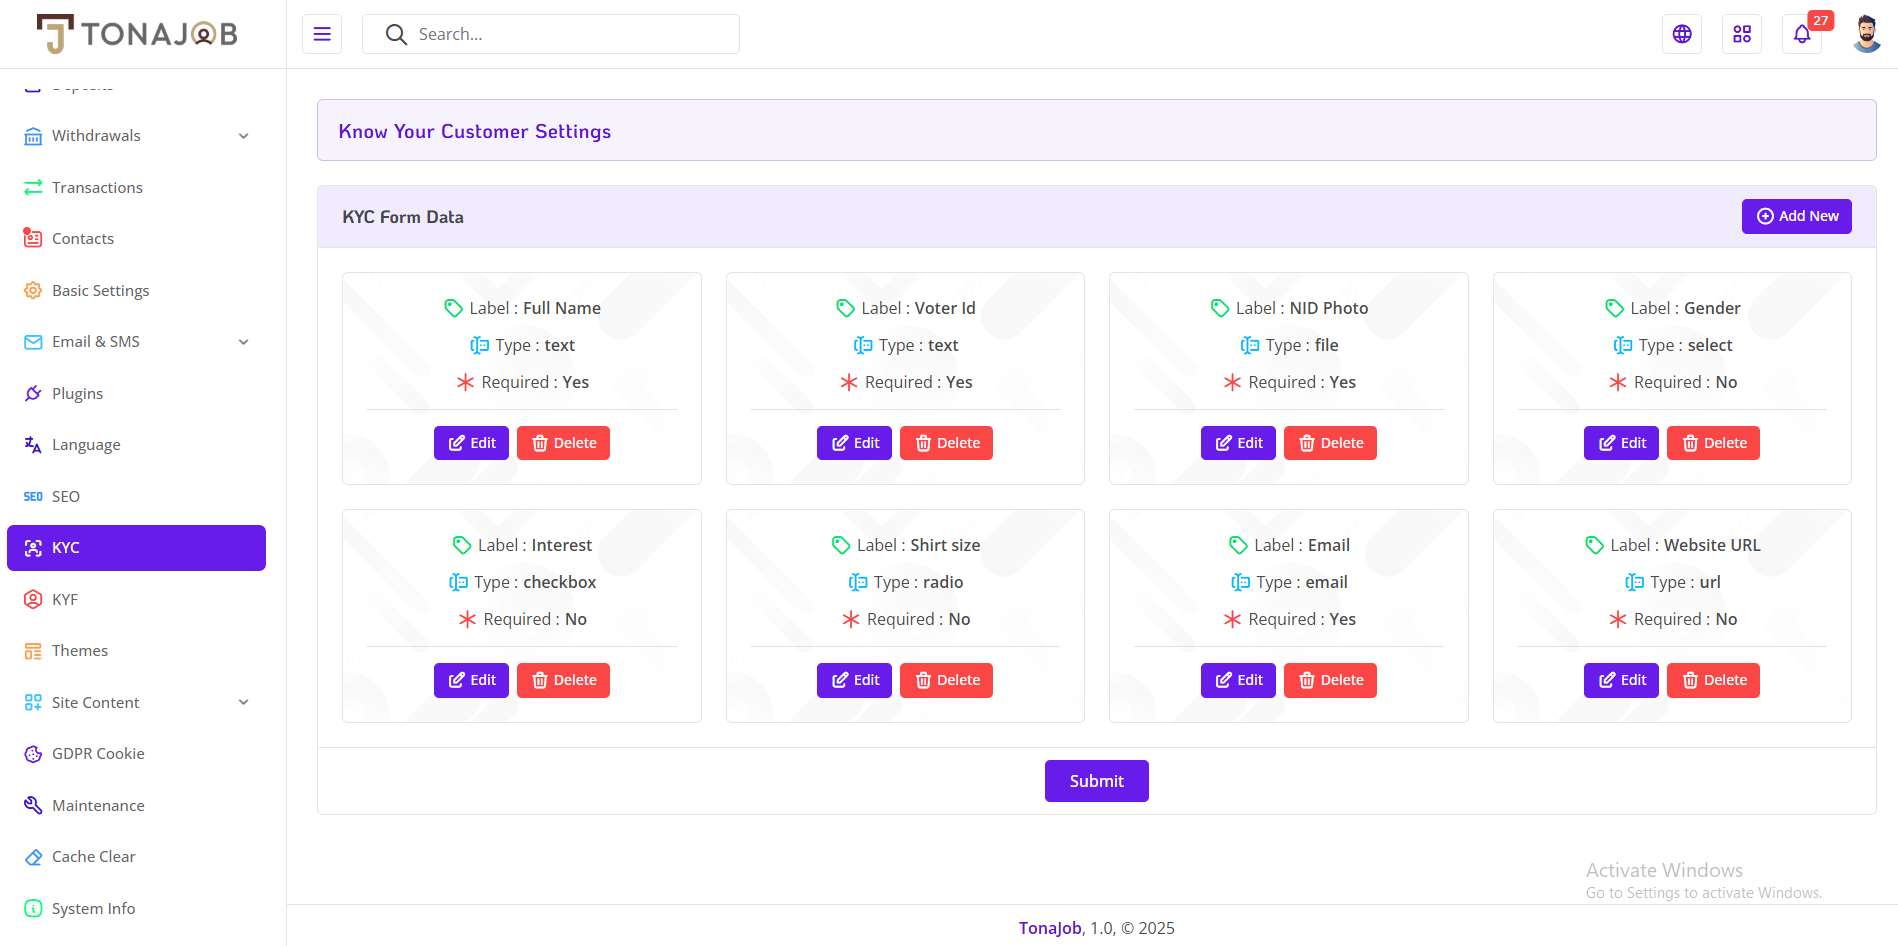 TONAJOB
Search...
27
Deposits
Withdrawals
Transactions
Contacts
Basic Settings
Email & SMS
Plugins
Language
SEO SEO
KYC
KYF
Themes
Site Content
GDPR Cookie
Maintenance
Cache Clear
System Info
Know Your Customer Settings
KYC Form Data
Add New
Label : Full Name
Type : text
Required : Yes
Edit Delete
Label : Voter Id
Type : text
Required : Yes
Edit Delete
Label : NID Photo
Type : file
Required : Yes
Edit Delete
Label : Gender
Type : select
Required : No
Edit Delete
Label : Interest
Type : checkbox
Required : No
Edit Delete
Label : Shirt size
Type : radio
Required : No
Edit Delete
Label : Email
Type : email
Required : Yes
Edit Delete
Label : Website URL
Type : url
Required : No
Edit Delete
Submit
Activate Windows
Go to Settings to activate Windows.
TonaJob, 1.0, © 2025